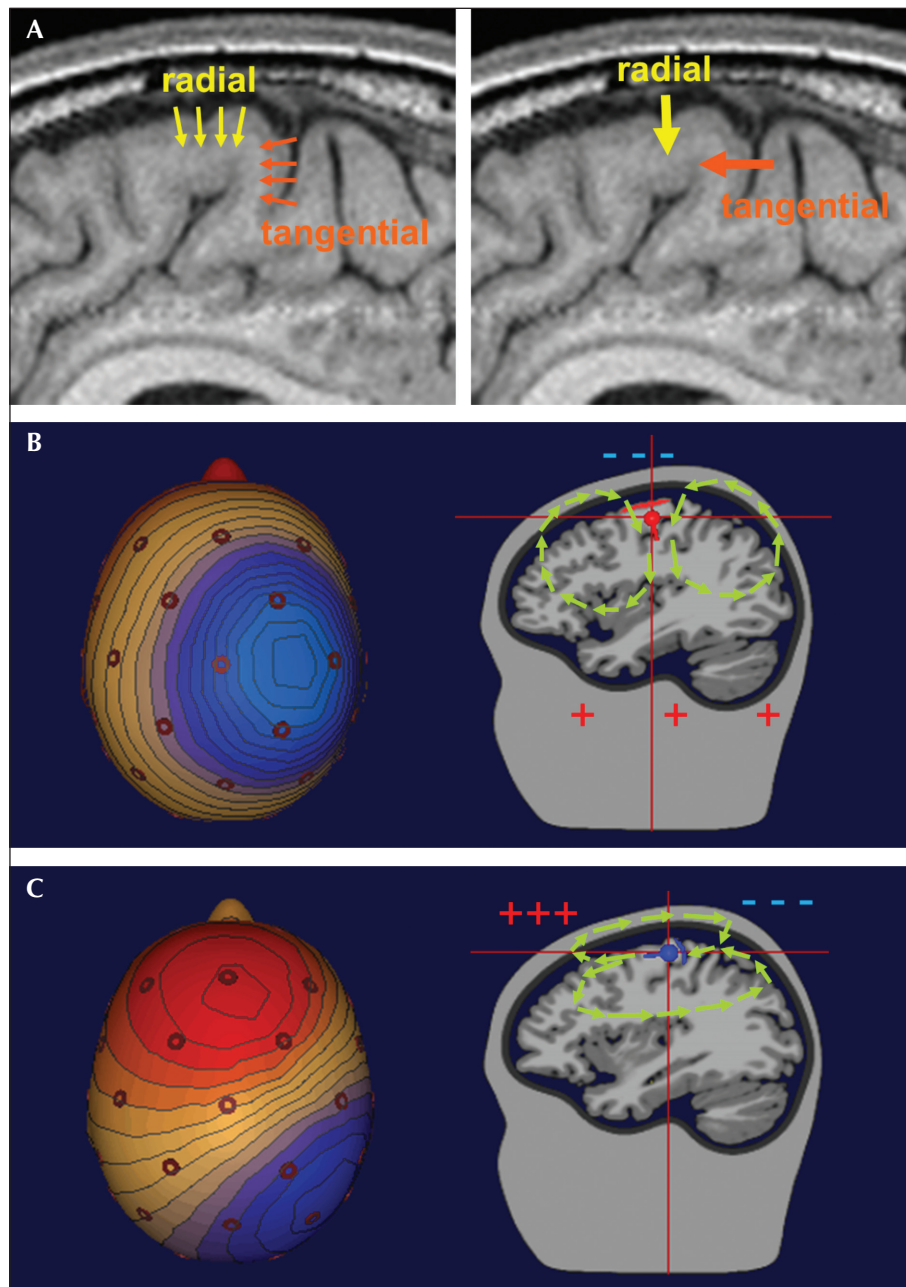 A
radial
tangential
radial
tangential
B
- - -
+ + +
C
+++
- - -